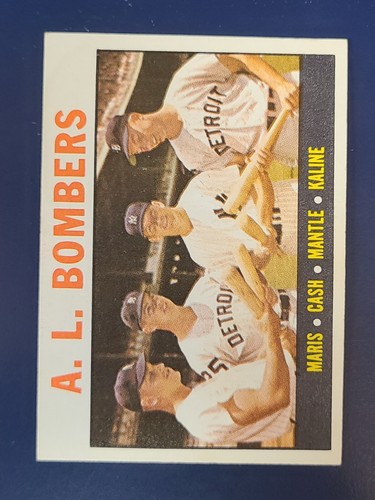 A. L. BOMBERS
DETROIT
DETROIT
MARIS • CASH • MANTLE • KALINE